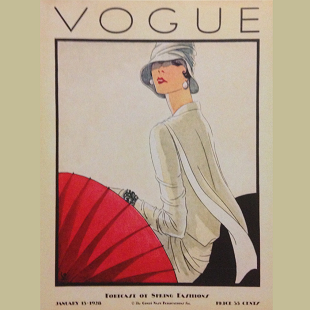 VOGUE
FORECAST OF SPRING FASHIONS
JANUARY 15-1928
PRICE 35 CENTS